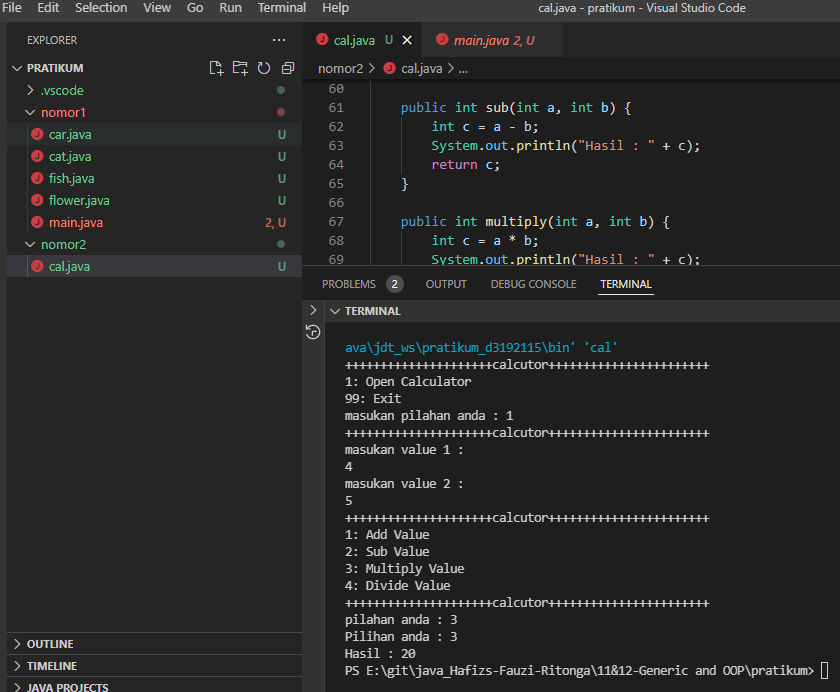 File Edit Selection View Go Run Terminal Help cal.java - pratikum - Visual Studio Code
EXPLORER ...
PRATIKUM
.vscode
nomor1
car.java U
cat.java U
fish.java U
flower.java U
main.java 2, U
nomor2
cal.java U
OUTLINE
TIMELINE
JAVA PROJECTS
cal.java U × main.java 2, U
nomor2 > cal.java > ...
60
61 public int sub(int a, int b) {
62 int c = a - b;
63 System.out.println("Hasil : " + c);
64 return c;
65 }
66
67 public int multiply(int a, int b) {
68 int c = a * b;
69 System.out.println("Hasil : " + c);
PROBLEMS 2 OUTPUT DEBUG CONSOLE TERMINAL
TERMINAL
ava\jdt_ws\pratikum_d3192115\bin' 'cal'
+++++++++++++++++++++calcutor+++++++++++++++++++++++
1: Open Calculator
99: Exit
masukan pilahan anda : 1
+++++++++++++++++++++calcutor+++++++++++++++++++++++
masukan value 1 :
4
masukan value 2 :
5
+++++++++++++++++++++calcutor+++++++++++++++++++++++
1: Add Value
2: Sub Value
3: Multiply Value
4: Divide Value
+++++++++++++++++++++calcutor+++++++++++++++++++++++
pilahan anda : 3
Pilihan anda : 3
Hasil : 20
PS E:\git\java_Hafizs-Fauzi-Ritonga\11&12-Generic and OOP\pratikum>